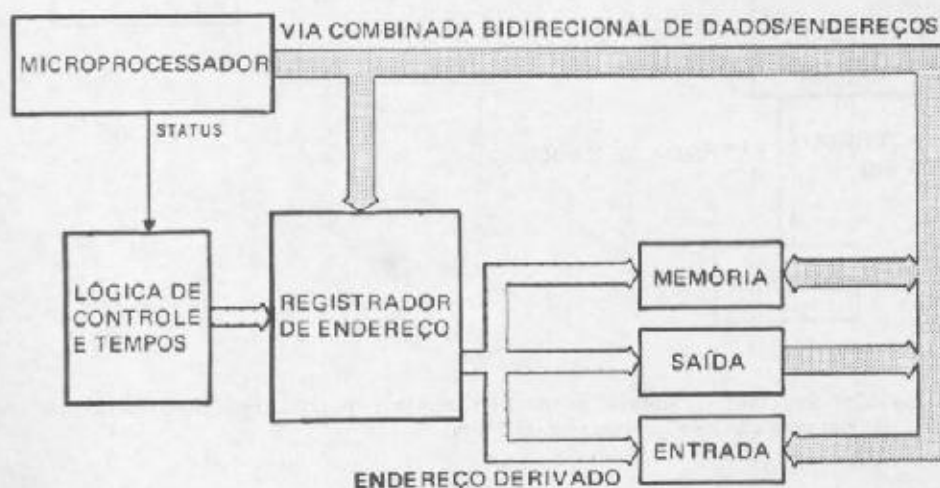 VIA COMBINADA BIDIRECIONAL DE DADOS/ENDEREÇOS
MICROPROCESSADOR
STATUS
LÓGICA DE
CONTROLE
E TEMPOS
REGISTRADOR
DE ENDEREÇO
MEMÓRIA
SAÍDA
ENTRADA
ENDEREÇO DERIVADO